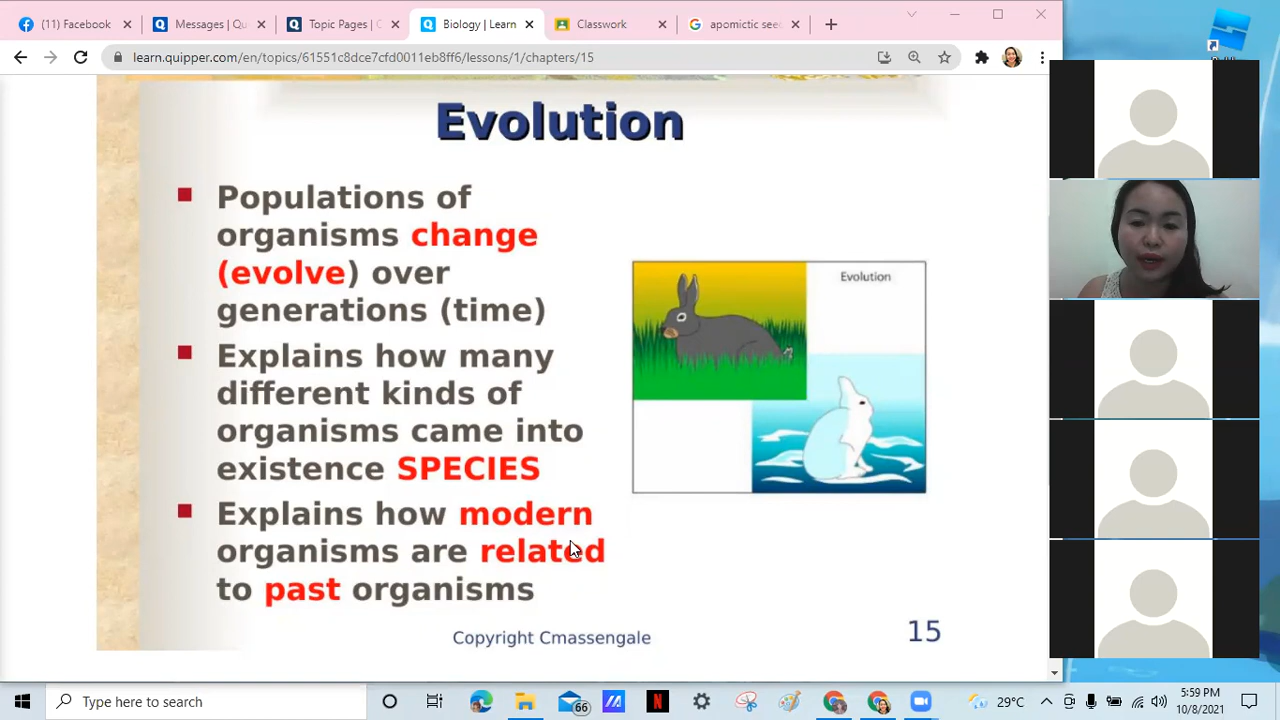 (11) Facebook
Messages | Qu
Topic Pages | C
Biology | Learn
Classwork
apomictic see
learn.quipper.com/en/topics/61551c8dce7cfd0011eb8ff6/lessons/1/chapters/15
Evolution
Populations of
organisms change
(evolve) over
generations (time)
Explains how many
different kinds of
organisms came into
existence SPECIES
Explains how modern
organisms are related
to past organisms
Evolution
Copyright Cmassengale
15
Type here to search
66
29°C
5:59 PM
10/8/2021